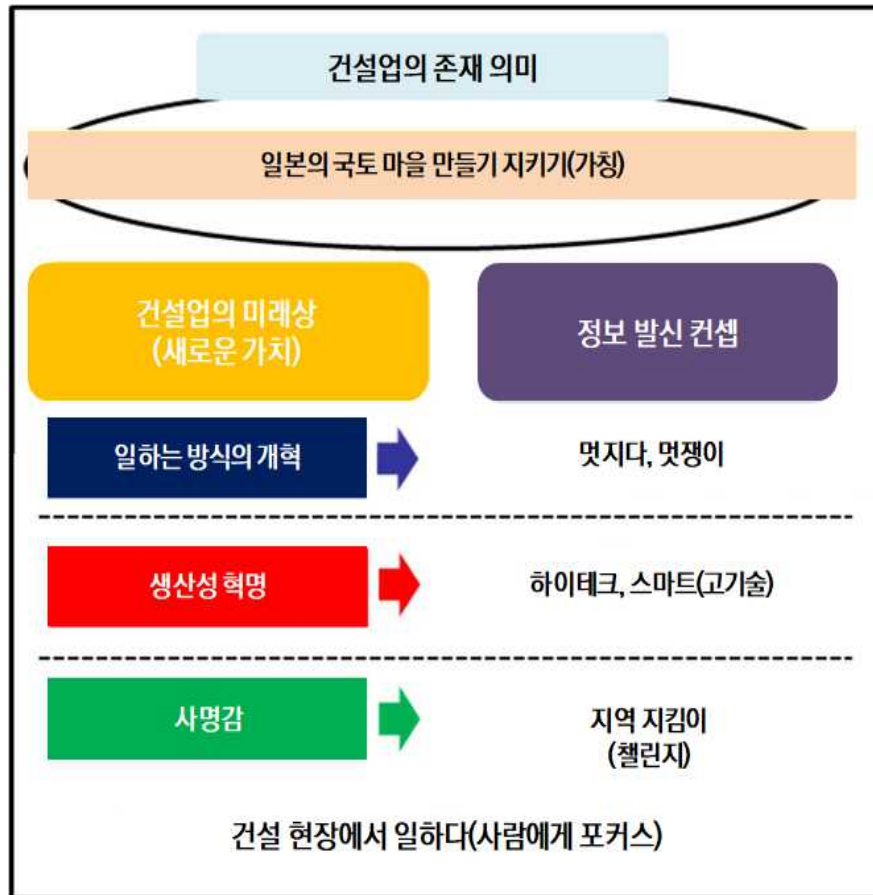 건설업의 존재 의미
일본의 국토 마을 만들기 지키기(가칭)
건설업의 미래상
(새로운 가치)
정보 발신 컨셉
일하는 방식의 개혁
멋지다, 멋쟁이
생산성 혁명
하이테크, 스마트(고기술)
사명감
지역 지킴이
(챌린지)
건설 현장에서 일하다(사람에게 포커스)